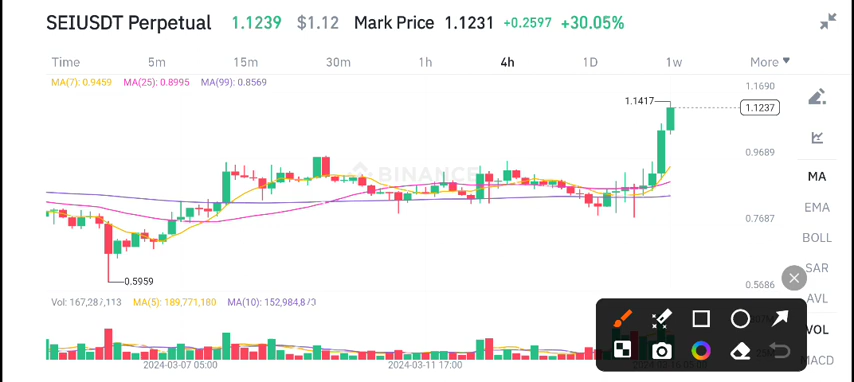 SEIUSDT Perpetual 1.1239 $1.12 Mark Price 1.1231 +0.2597 +30.05%
Time 5m 15m 30m 1h 4h 1D 1w More
MA(7): 0.9459 MA(25): 0.8995 MA(99): 0.8569
1.1690
1.1417
1.1237
0.9689
BINANCE
MA
EMA
0.7687
BOLL
SAR
0.5959
0.5686
AVL
Vol: 167,287,113 MA(5): 189,771,180 MA(10): 152,984,873
VOL
MACD
2024-03-07 05:00 2024-03-11 17:00